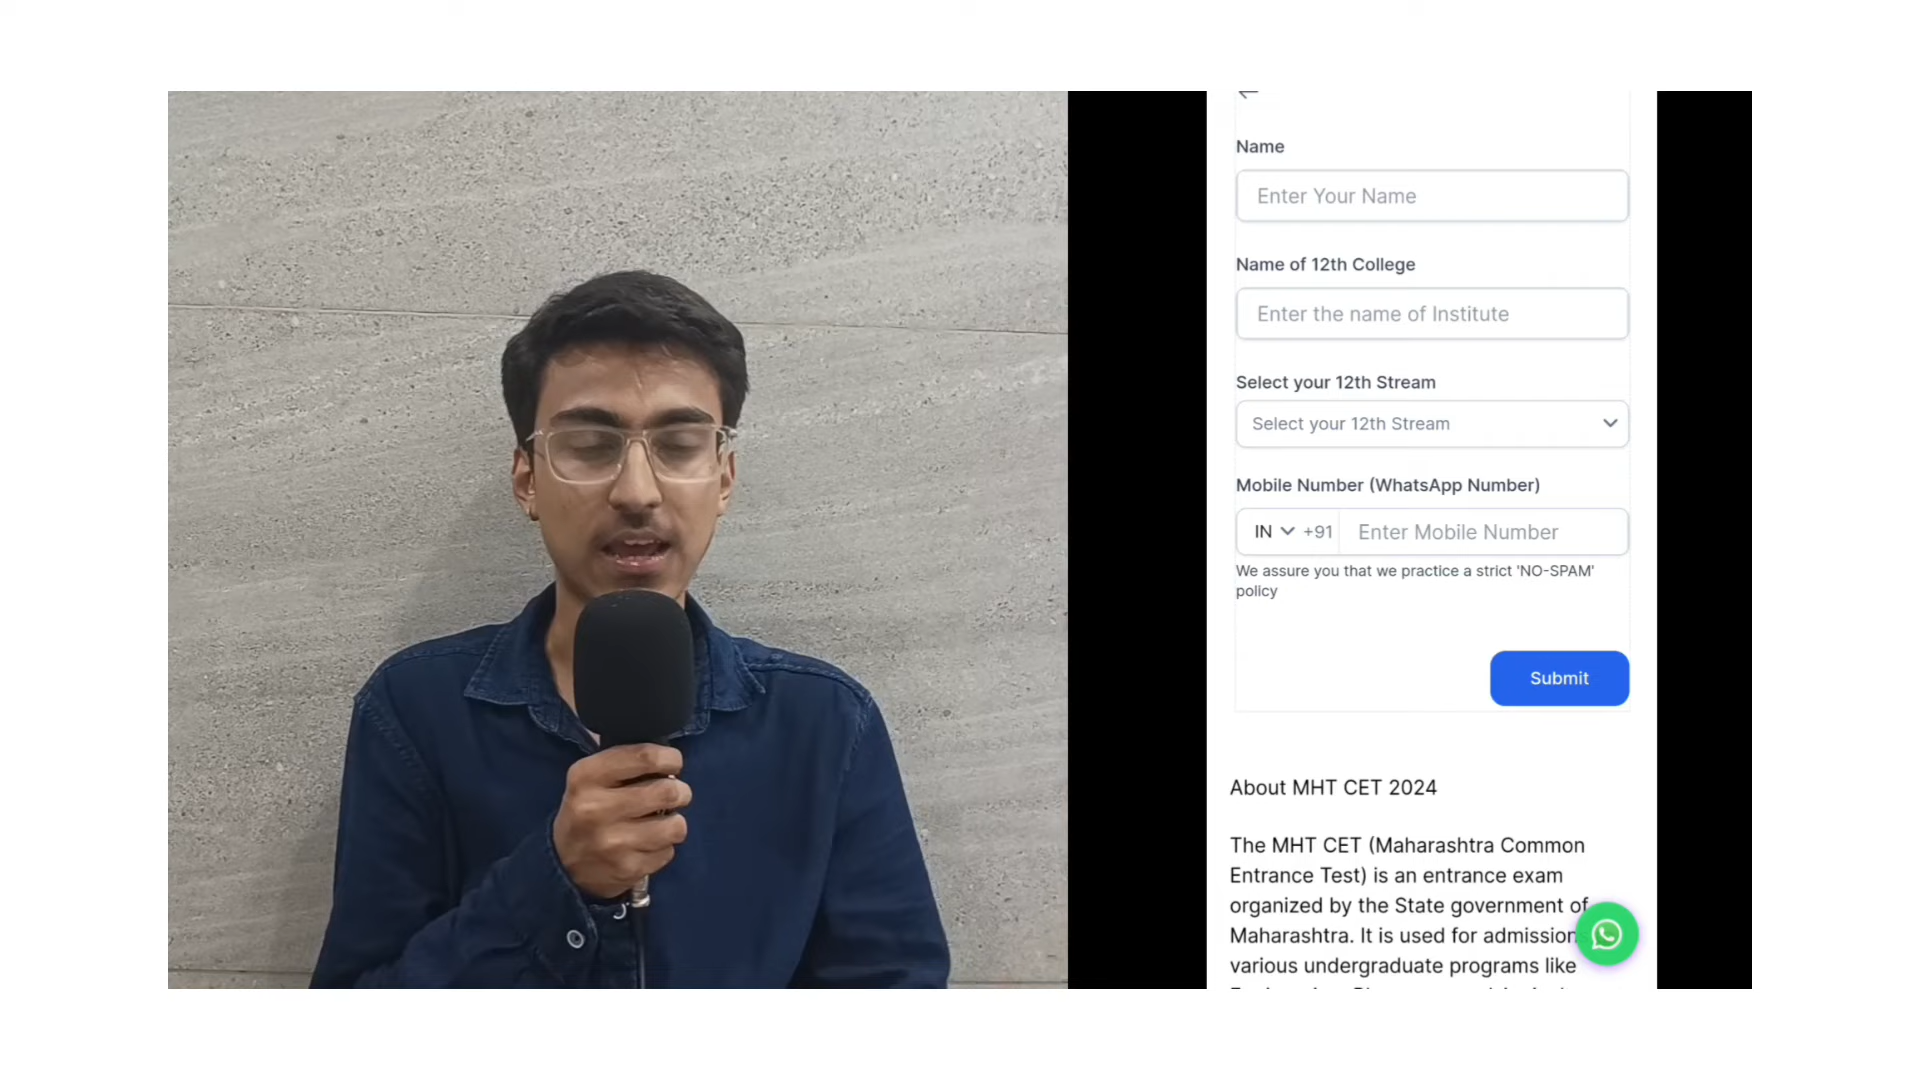 Name
Enter Your Name
Name of 12th College
Enter the name of Institute
Select your 12th Stream
Select your 12th Stream
Mobile Number (WhatsApp Number)
IN +91 Enter Mobile Number
We assure you that we practice a strict 'NO-SPAM'
policy
Submit
About MHT CET 2024
The MHT CET (Maharashtra Common
Entrance Test) is an entrance exam
organized by the State government of
Maharashtra. It is used for admission
various undergraduate programs like